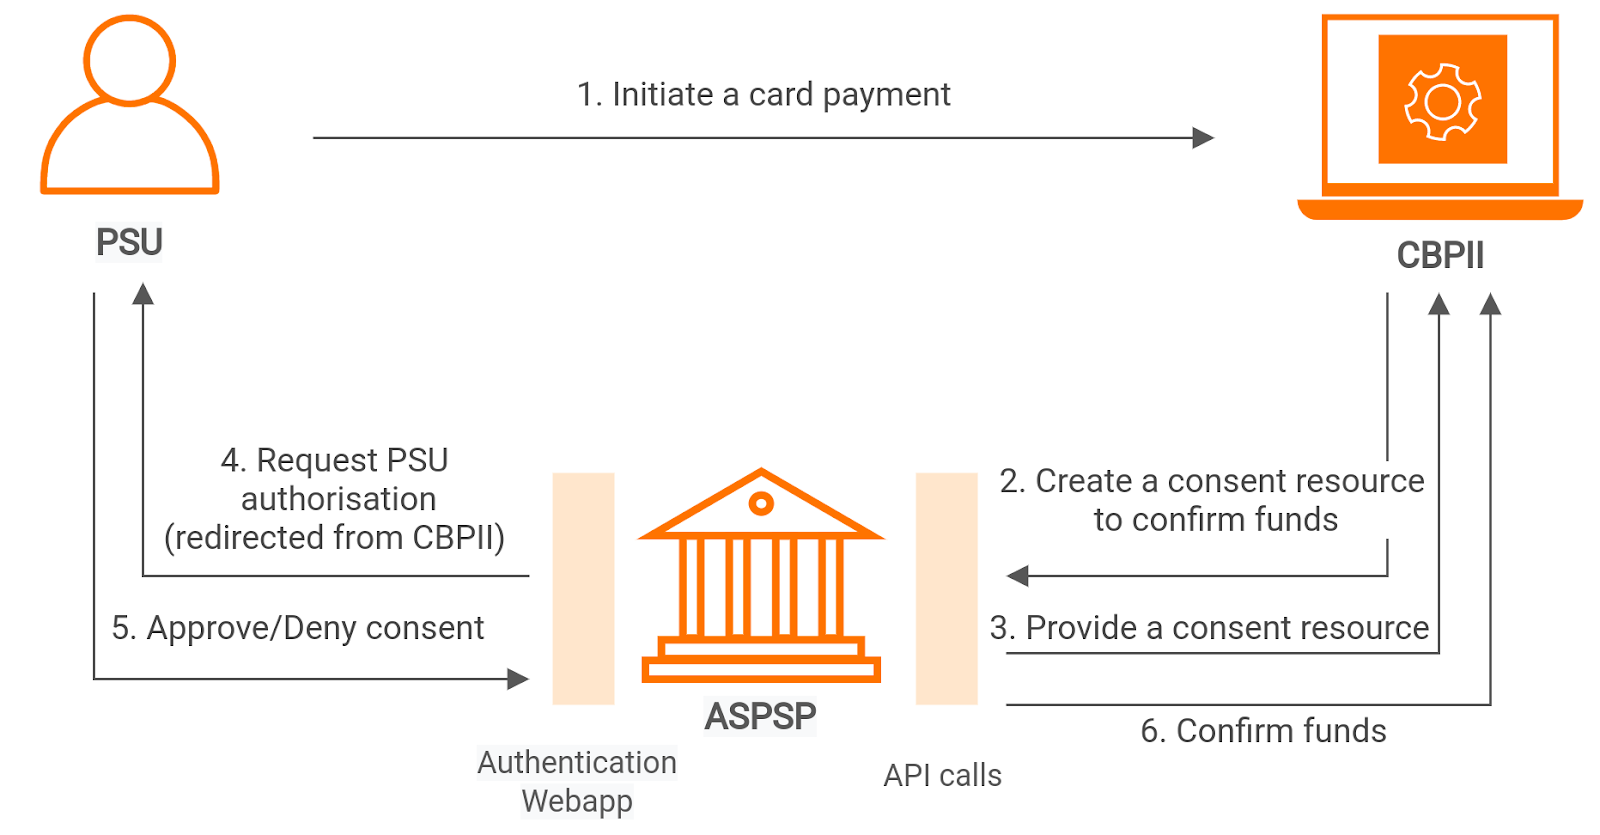 1. Initiate a card payment
PSU
CBPII
4. Request PSU
authorisation
(redirected from CBPII)
2. Create a consent resource
to confirm funds
5. Approve/Deny consent
3. Provide a consent resource
ASPSP
6. Confirm funds
Authentication
Webapp
API calls